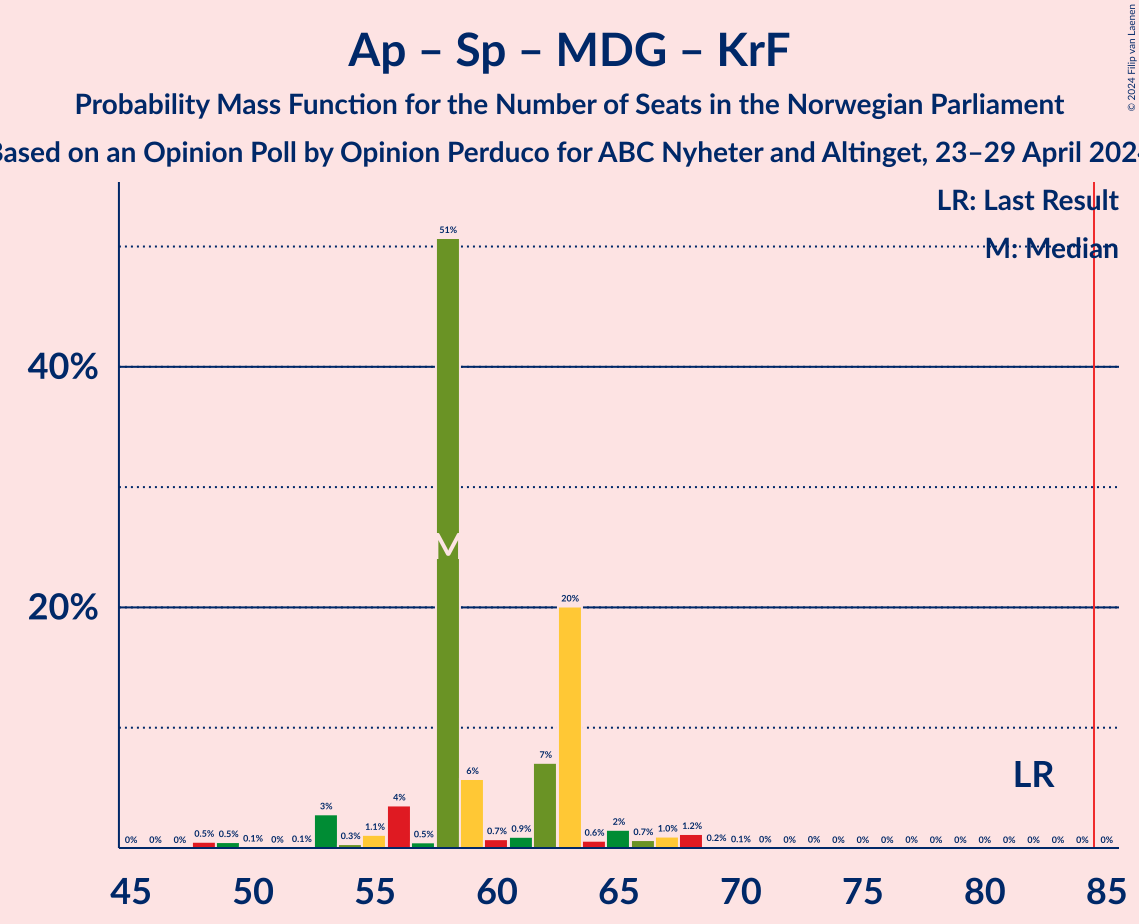 Ap – Sp – MDG – KrF
Probability Mass Function for the Number of Seats in the Norwegian Parliament
Based on an Opinion Poll by Opinion Perduco for ABC Nyheter and Altinget, 23–29 April 2024
© 2024 Filip van Laenen
LR: Last Result
M: Median
51%
40%
M
20%
20%
7%
6%
LR
4%
3%
0% 0% 0% 0.5% 0.5% 0.1% 0% 0.1% 0.3% 1.1% 0.5% 0.7% 0.9% 0.6% 2% 0.7% 1.0% 1.2% 0.2% 0.1% 0% 0% 0% 0% 0% 0% 0% 0% 0% 0% 0% 0% 0% 0% 0%
45 50 55 60 65 70 75 80 85